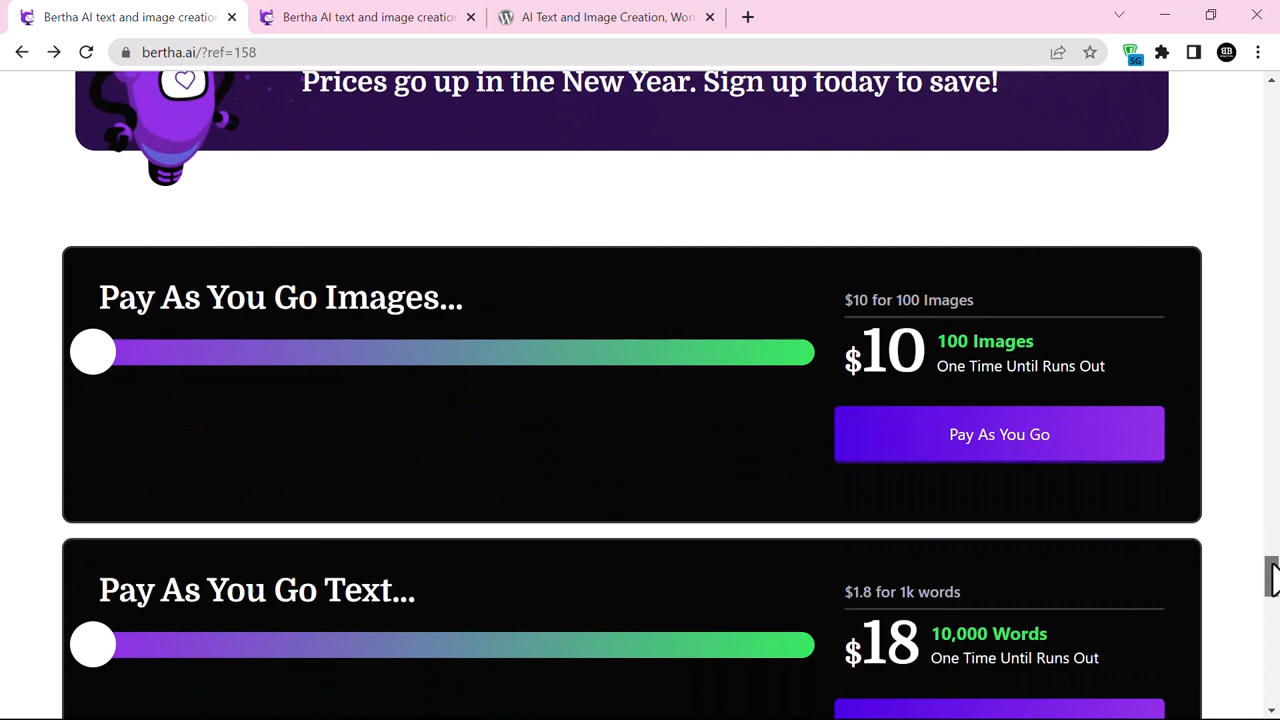 Bertha AI text and image creatio
Bertha AI text and image creation
AI Text and Image Creation, Wor
bertha.ai/?ref=158
SG
BB
Prices go up in the New Year. Sign up today to save!
Pay As You Go Images...
$10 for 100 Images
$10
100 Images
One Time Until Runs Out
Pay As You Go
Pay As You Go Text...
$1.8 for 1k words
$18
10,000 Words
One Time Until Runs Out